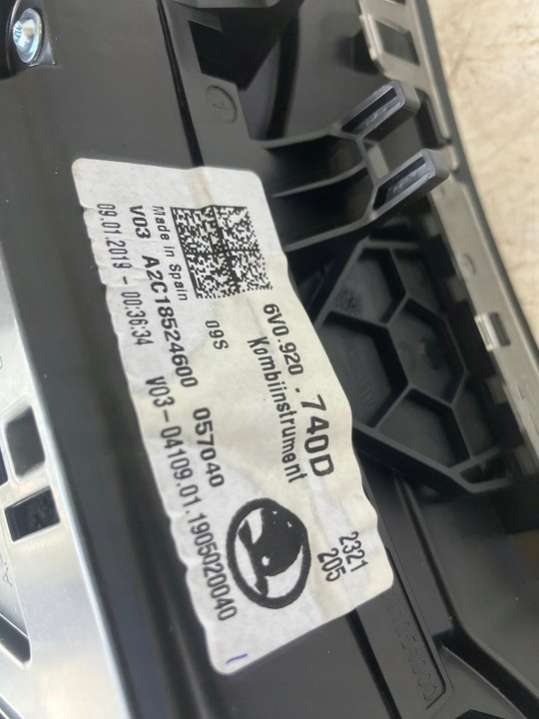 6V0.920 . 740D
Kombiinstrument
2321
205
09S
Made in Spain
V03 A2C18524600 057040
09.01.2019 - 00:36:34 V03-04109.01.1905020040